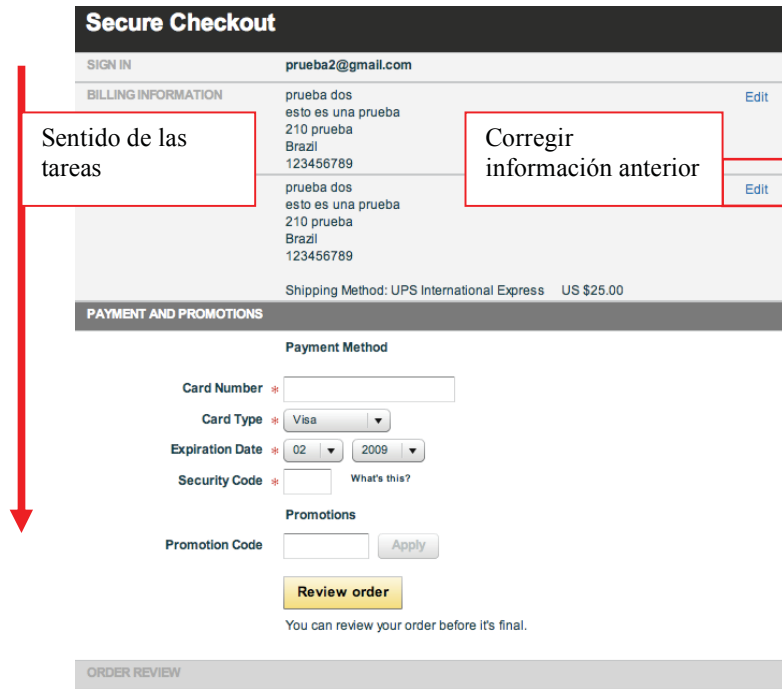 Secure Checkout
SIGN IN prueba2@gmail.com
BILLING INFORMATION prueba dos Edit
esto es una prueba
210 prueba
Brazil
123456789
Sentido de las
tareas
Corregir
información anterior
prueba dos Edit
esto es una prueba
210 prueba
Brazil
123456789
Shipping Method: UPS International Express US $25.00
PAYMENT AND PROMOTIONS
Payment Method
Card Number *
Card Type * Visa
Expiration Date * 02 2009
Security Code * What's this?
Promotions
Promotion Code Apply
Review order
You can review your order before it's final.
ORDER REVIEW